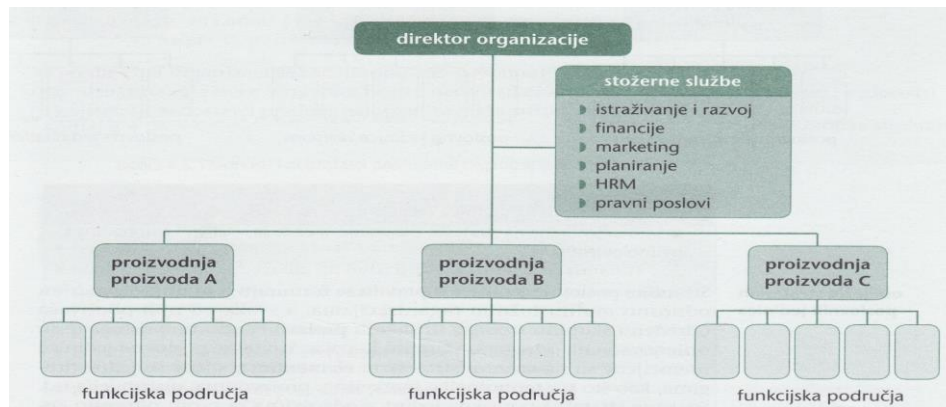 direktor organizacije
stožerne službe
istraživanje i razvoj
financije
marketing
planiranje
HRM
pravni poslovi
proizvodnja
proizvoda A
proizvodnja
proizvoda B
proizvodnja
proizvoda C
funkcijska područja
funkcijska područja
funkcijska područja